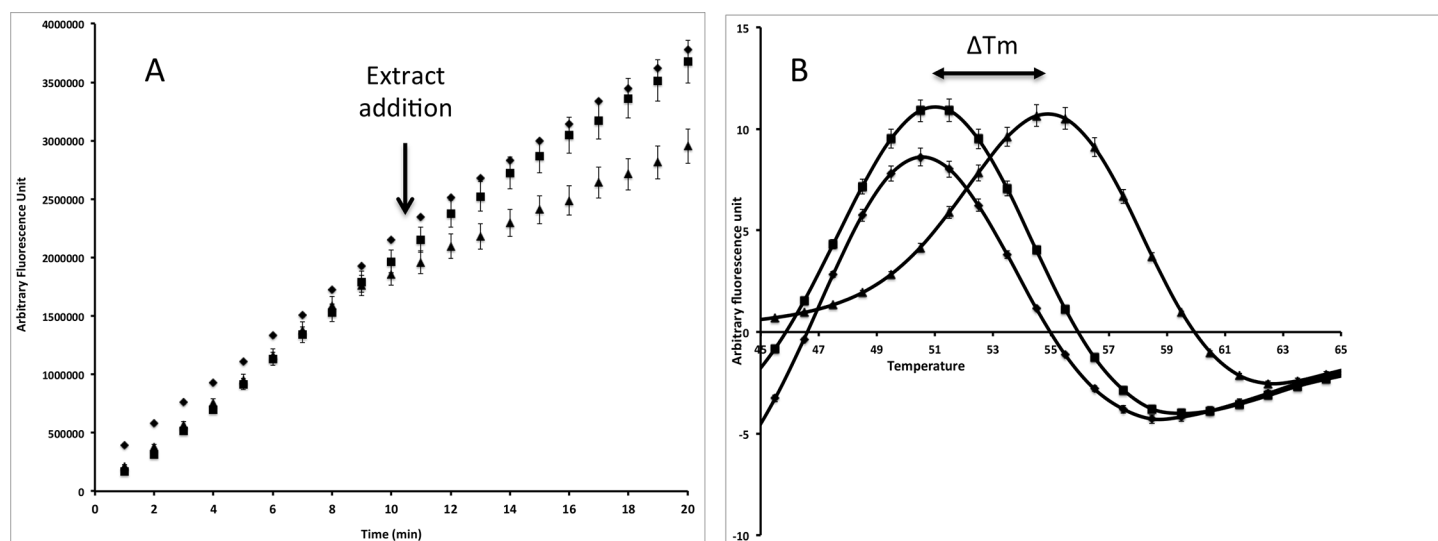 A
Extract
addition
Arbitrary Fluorescence Unit
4000000
3500000
3000000
2500000
2000000
1500000
1000000
500000
0
0 2 4 6 8 10 12 14 16 18 20
Time (min)
B
ΔTm
Arbitrary fluorescence unit
15
10
5
0
-5
-10
45 47 49 51 53 55 57 59 61 63 65
Temperature